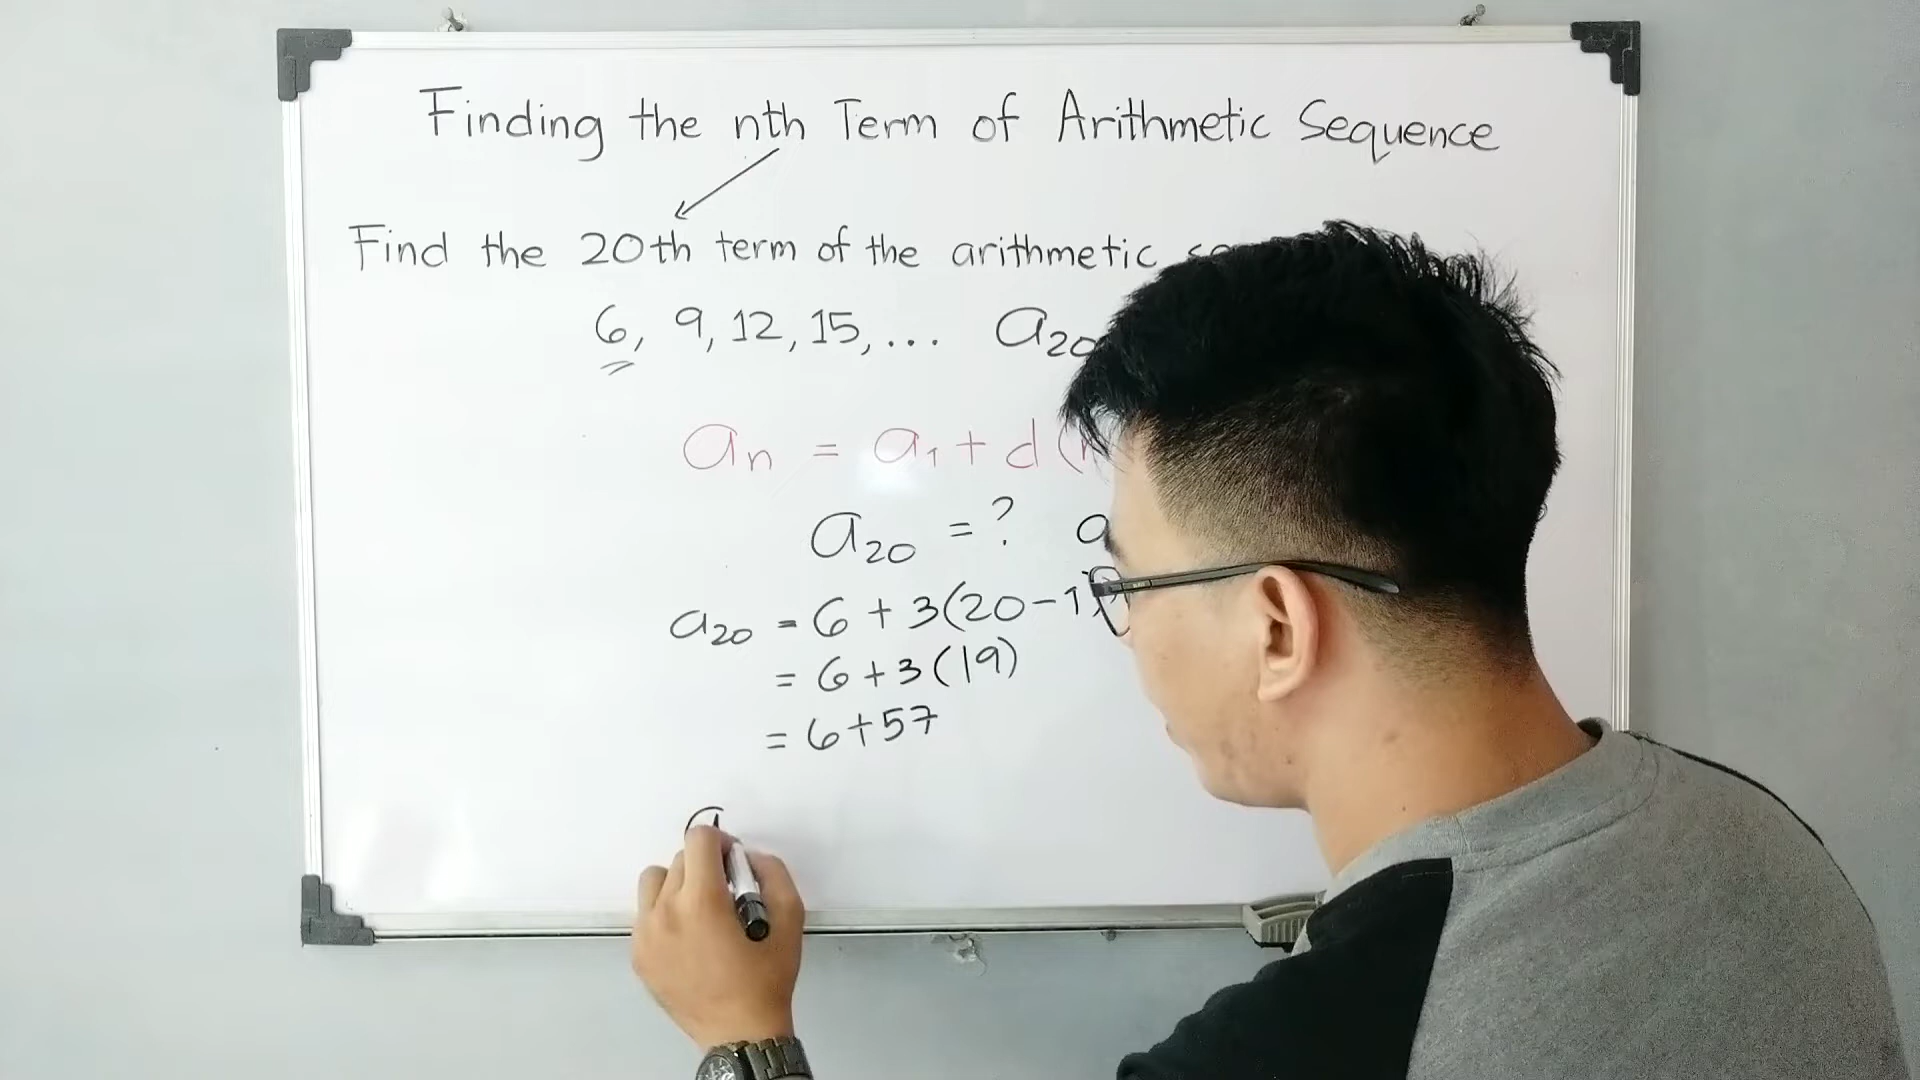 Finding the nth Term of Arithmetic Sequence
Find the 20th term of the arithmetic
6, 9, 12, 15, ... a₂₀
aₙ = a₁ + d(
a₂₀ = ? a
a₂₀ = 6 + 3(20-1)
= 6 + 3(19)
= 6+57